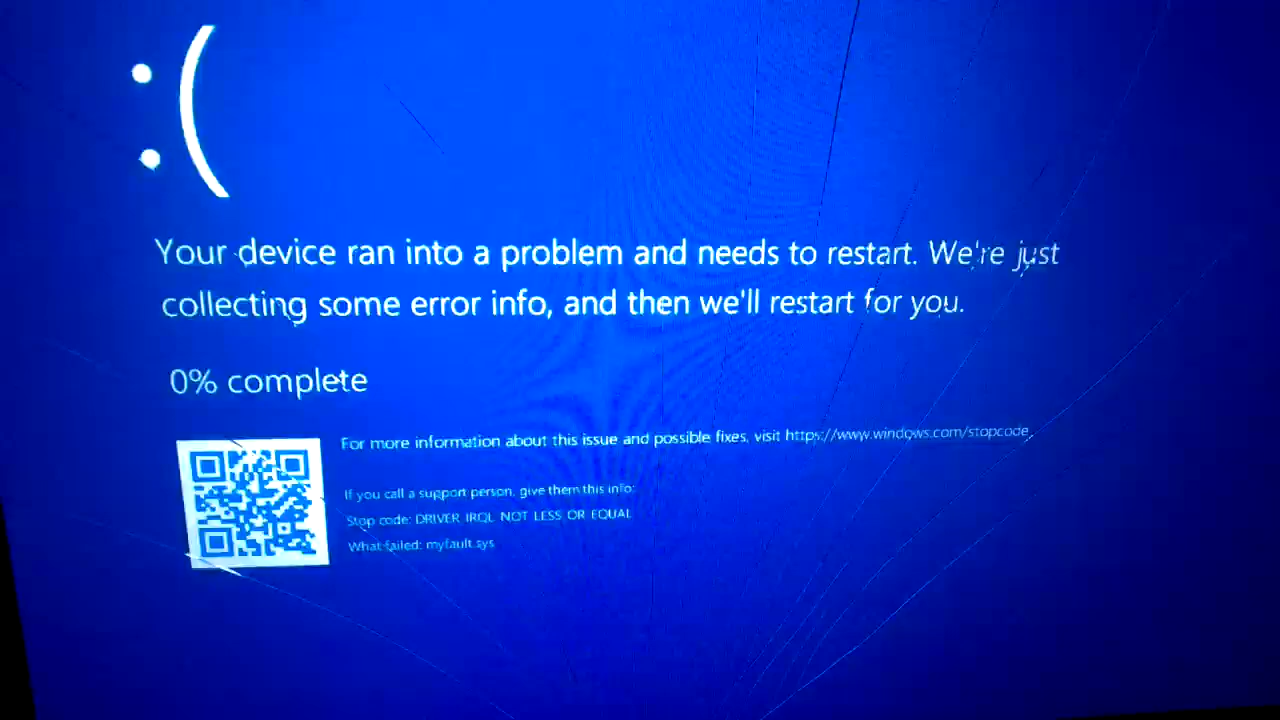 :(
Your device ran into a problem and needs to restart. We're just
collecting some error info, and then we'll restart for you.
0% complete
For more information about this issue and possible fixes, visit https://www.windows.com/stopcode
If you call a support person, give them this info:
Stop code: DRIVER IRQL NOT LESS OR EQUAL
What failed: myfault.sys